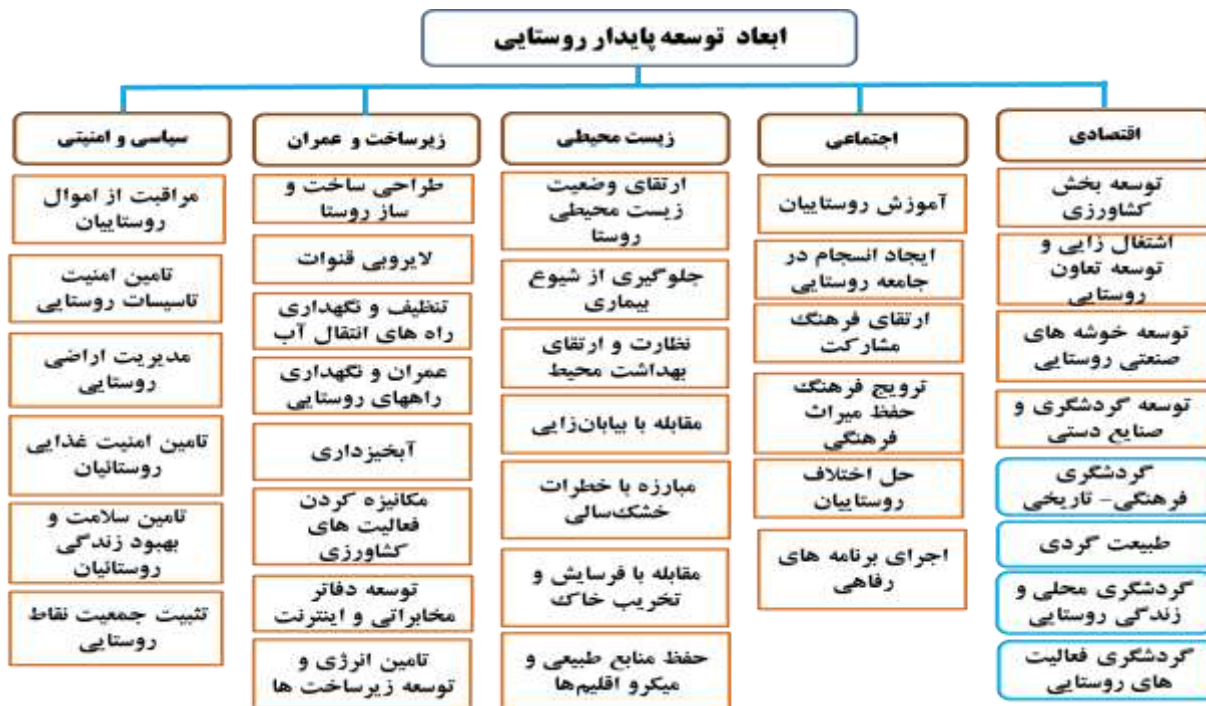 ابعاد توسعه پایدار روستایی
اقتصادی
توسعه بخش
کشاورزی
اشتغال زایی و
توسعه تعاون
روستایی
توسعه خوشه های
صنعتی روستایی
توسعه گردشگری و
صنایع دستی
گردشگری
فرهنگی- تاریخی
طبیعت گردی
گردشگری محلی و
زندگی روستایی
گردشگری فعالیت
های روستایی
اجتماعی
آموزش روستاییان
ایجاد انسجام در
جامعه روستایی
ارتقای فرهنگ
مشارکت
ترویج فرهنگ
حفظ میراث
فرهنگی
حل اختلاف
روستاییان
اجرای برنامه های
رفاهی
زیست محیطی
ارتقای وضعیت
زیست محیطی
روستا
جلوگیری از شیوع
بیماری
نظارت و ارتقای
بهداشت محیط
مقابله با بیابان‌زایی
مبارزه با خطرات
خشک‌سالی
مقابله با فرسایش و
تخریب خاک
حفظ منابع طبیعی و
میکرو اقلیم‌ها
زیرساخت و عمران
طراحی ساخت و
ساز روستا
لایروبی قنوات
تنظیف و نگهداری
راه های انتقال آب
عمران و نگهداری
راههای روستایی
آبخیزداری
مکانیزه کردن
فعالیت های
کشاورزی
توسعه دفاتر
مخابراتی و اینترنت
تامین انرژی و
توسعه زیرساخت ها
سیاسی و امنیتی
مراقبت از اموال
روستاییان
تامین امنیت
تاسیسات روستایی
مدیریت اراضی
روستایی
تامین امنیت غذایی
روستائیان
تامین سلامت و
بهبود زندگی
روستائیان
تثبیت جمعیت نقاط
روستایی